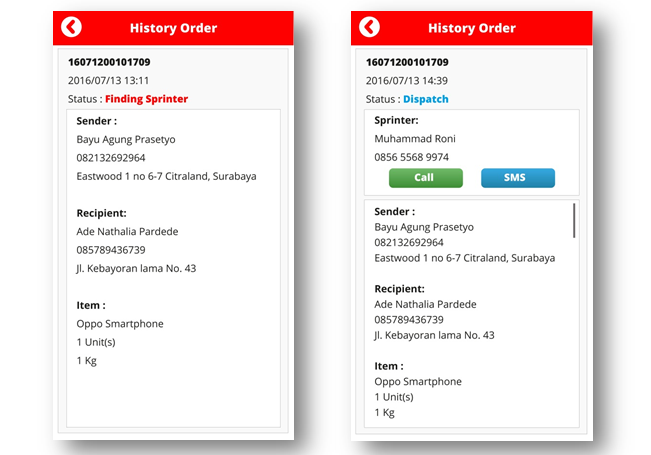 History Order
16071200101709
2016/07/13 13:11
Status : Finding Sprinter
Sender :
Bayu Agung Prasetyo
082132692964
Eastwood 1 no 6-7 Citraland, Surabaya
Recipient:
Ade Nathalia Pardede
085789436739
Jl. Kebayoran lama No. 43
Item :
Oppo Smartphone
1 Unit(s)
1 Kg
History Order
16071200101709
2016/07/13 14:39
Status : Dispatch
Sprinter:
Muhammad Roni
0856 5568 9974
Call
SMS
Sender :
Bayu Agung Prasetyo
082132692964
Eastwood 1 no 6-7 Citraland, Surabaya
Recipient:
Ade Nathalia Pardede
085789436739
Jl. Kebayoran lama No. 43
Item :
Oppo Smartphone
1 Unit(s)
1 Kg